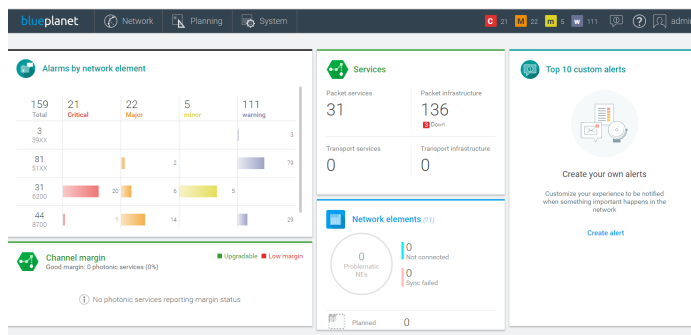 blueplanet Network Planning System C 21 M 22 m 5 w 111 ? admin
Alarms by network element
159 21 22 5 111
Total Critical Major minor warning
3 3
39XX
81 2 79
51XX
31 20 6 5
6200
44 1 14 29
8700
Channel margin
Good margin: 0 photonic services (0%)
Upgradable Low margin
No photonic services reporting margin status
Services
Packet services Packet infrastructure
31 136
3 Down
Transport services Transport infrastructure
0 0
Network elements (11)
0
Problematic
NEs
0
Not connected
0
Sync failed
Planned 0
Top 10 custom alerts
Create your own alerts
Customize your experience to be notified
when something important happens in the
network
Create alert